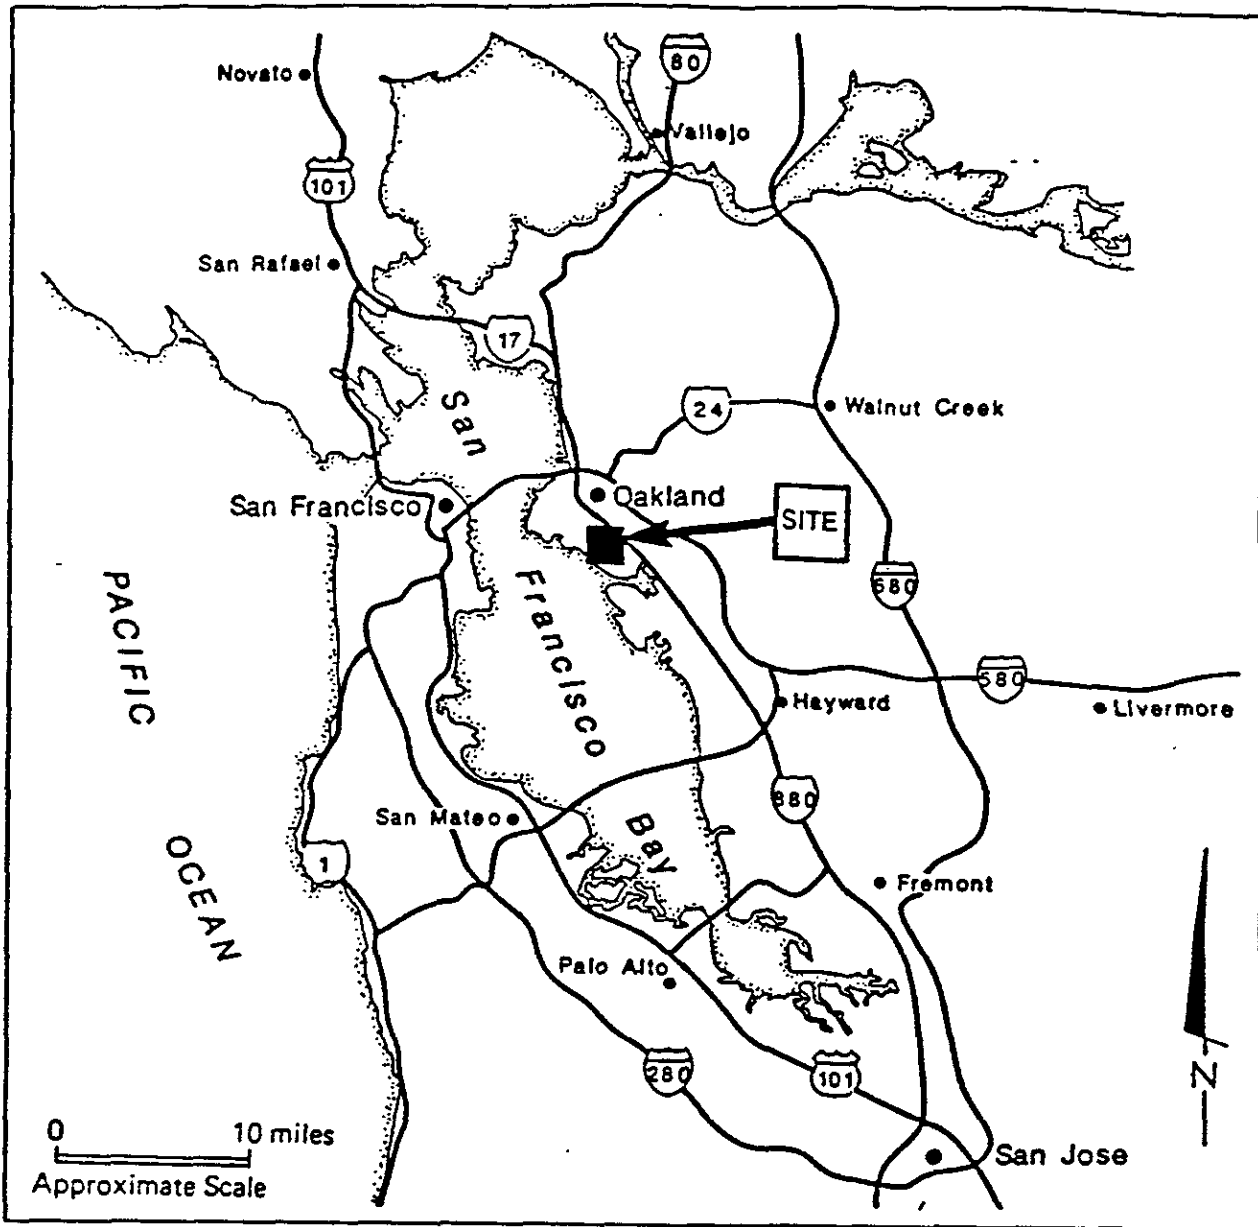 80
Novato
Vallejo
101
San Rafael
17
24
Walnut Creek
San
San Francisco
Oakland
SITE
Francisco
680
PACIFIC
580
Hayward
Livermore
880
San Mateo
Bay
OCEAN
1
Fremont
Palo Alto
280
101
N
0 10 miles
San Jose
Approximate Scale